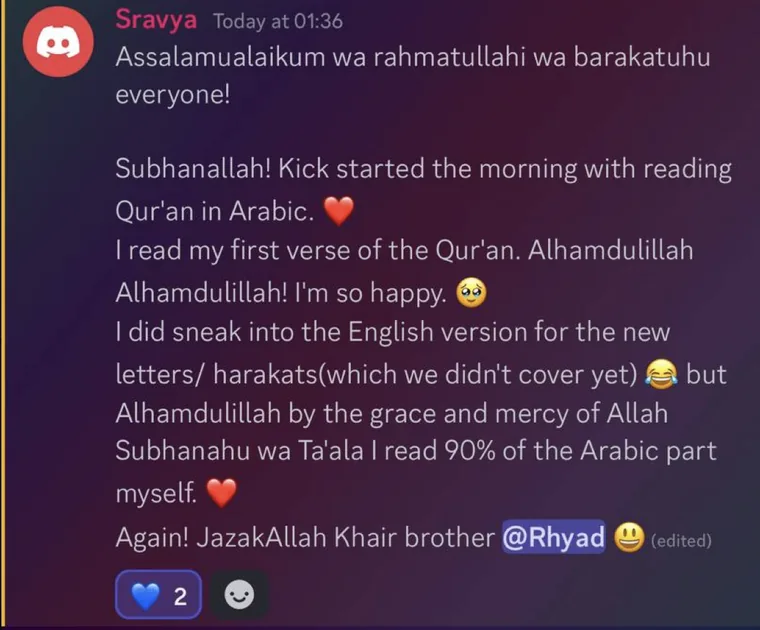 Sravya Today at 01:36
Assalamualaikum wa rahmatullahi wa barakatuhu
everyone!
Subhanallah! Kick started the morning with reading
Qur'an in Arabic. ❤️
I read my first verse of the Qur'an. Alhamdulillah
Alhamdulillah! I'm so happy. 🥹
I did sneak into the English version for the new
letters/ harakats(which we didn't cover yet) 😂 but
Alhamdulillah by the grace and mercy of Allah
Subhanahu wa Ta'ala I read 90% of the Arabic part
myself. ❤️
Again! JazakAllah Khair brother @Rhyad 😃 (edited)
💙 2